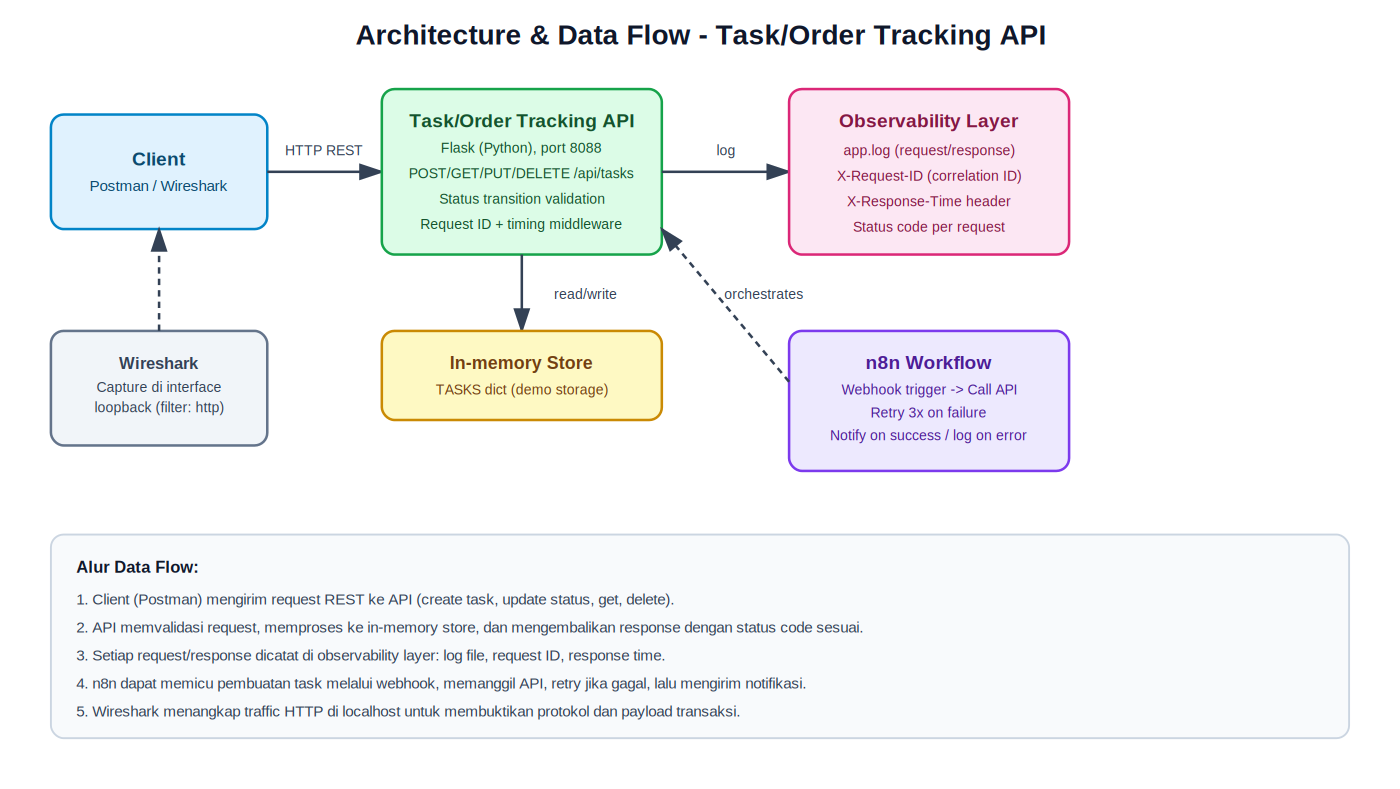 Architecture & Data Flow - Task/Order Tracking API
Client
Postman / Wireshark
HTTP REST
Task/Order Tracking API
Flask (Python), port 8088
POST/GET/PUT/DELETE /api/tasks
Status transition validation
Request ID + timing middleware
log
Observability Layer
app.log (request/response)
X-Request-ID (correlation ID)
X-Response-Time header
Status code per request
read/write
orchestrates
Wireshark
Capture di interface
loopback (filter: http)
In-memory Store
TASKS dict (demo storage)
n8n Workflow
Webhook trigger -> Call API
Retry 3x on failure
Notify on success / log on error
Alur Data Flow:
1. Client (Postman) mengirim request REST ke API (create task, update status, get, delete).
2. API memvalidasi request, memproses ke in-memory store, dan mengembalikan response dengan status code sesuai.
3. Setiap request/response dicatat di observability layer: log file, request ID, response time.
4. n8n dapat memicu pembuatan task melalui webhook, memanggil API, retry jika gagal, lalu mengirim notifikasi.
5. Wireshark menangkap traffic HTTP di localhost untuk membuktikan protokol dan payload transaksi.